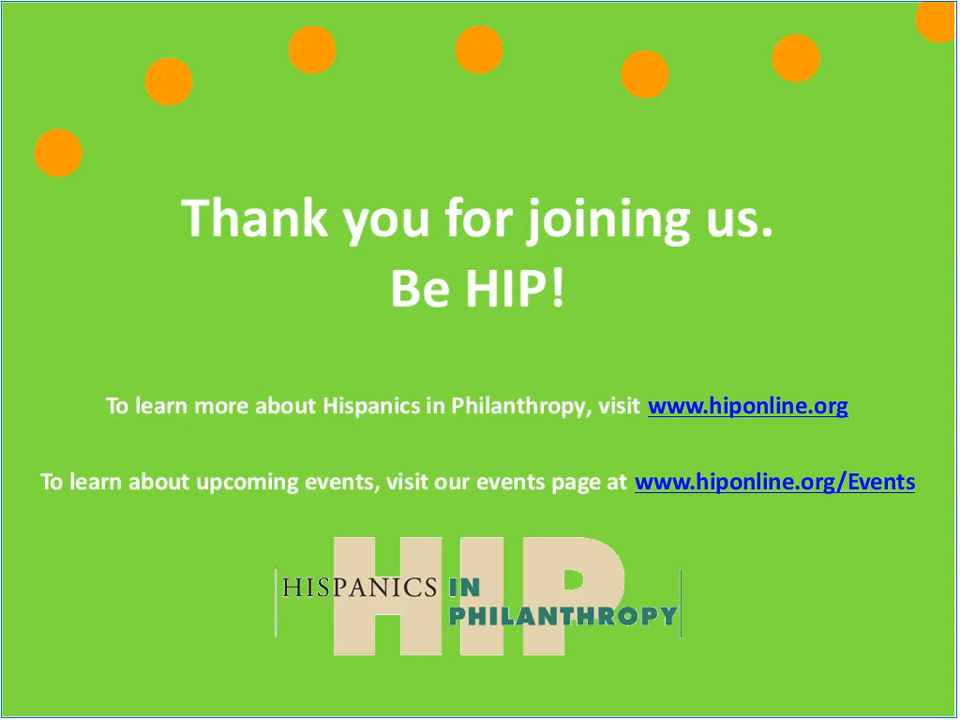 Thank you for joining us.
Be HIP!
To learn more about Hispanics in Philanthropy, visit www.hiponline.org
To learn about upcoming events, visit our events page at www.hiponline.org/Events
HIP
HISPANICS IN
PHILANTHROPY